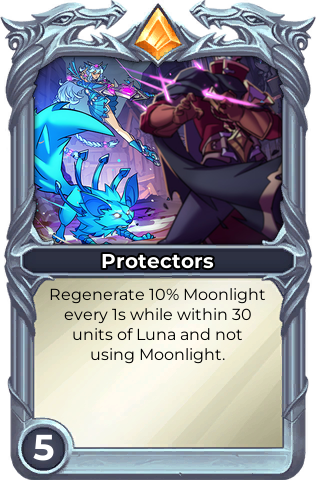 Protectors
Regenerate 10% Moonlight
every 1s while within 30
units of Luna and not
using Moonlight.
5